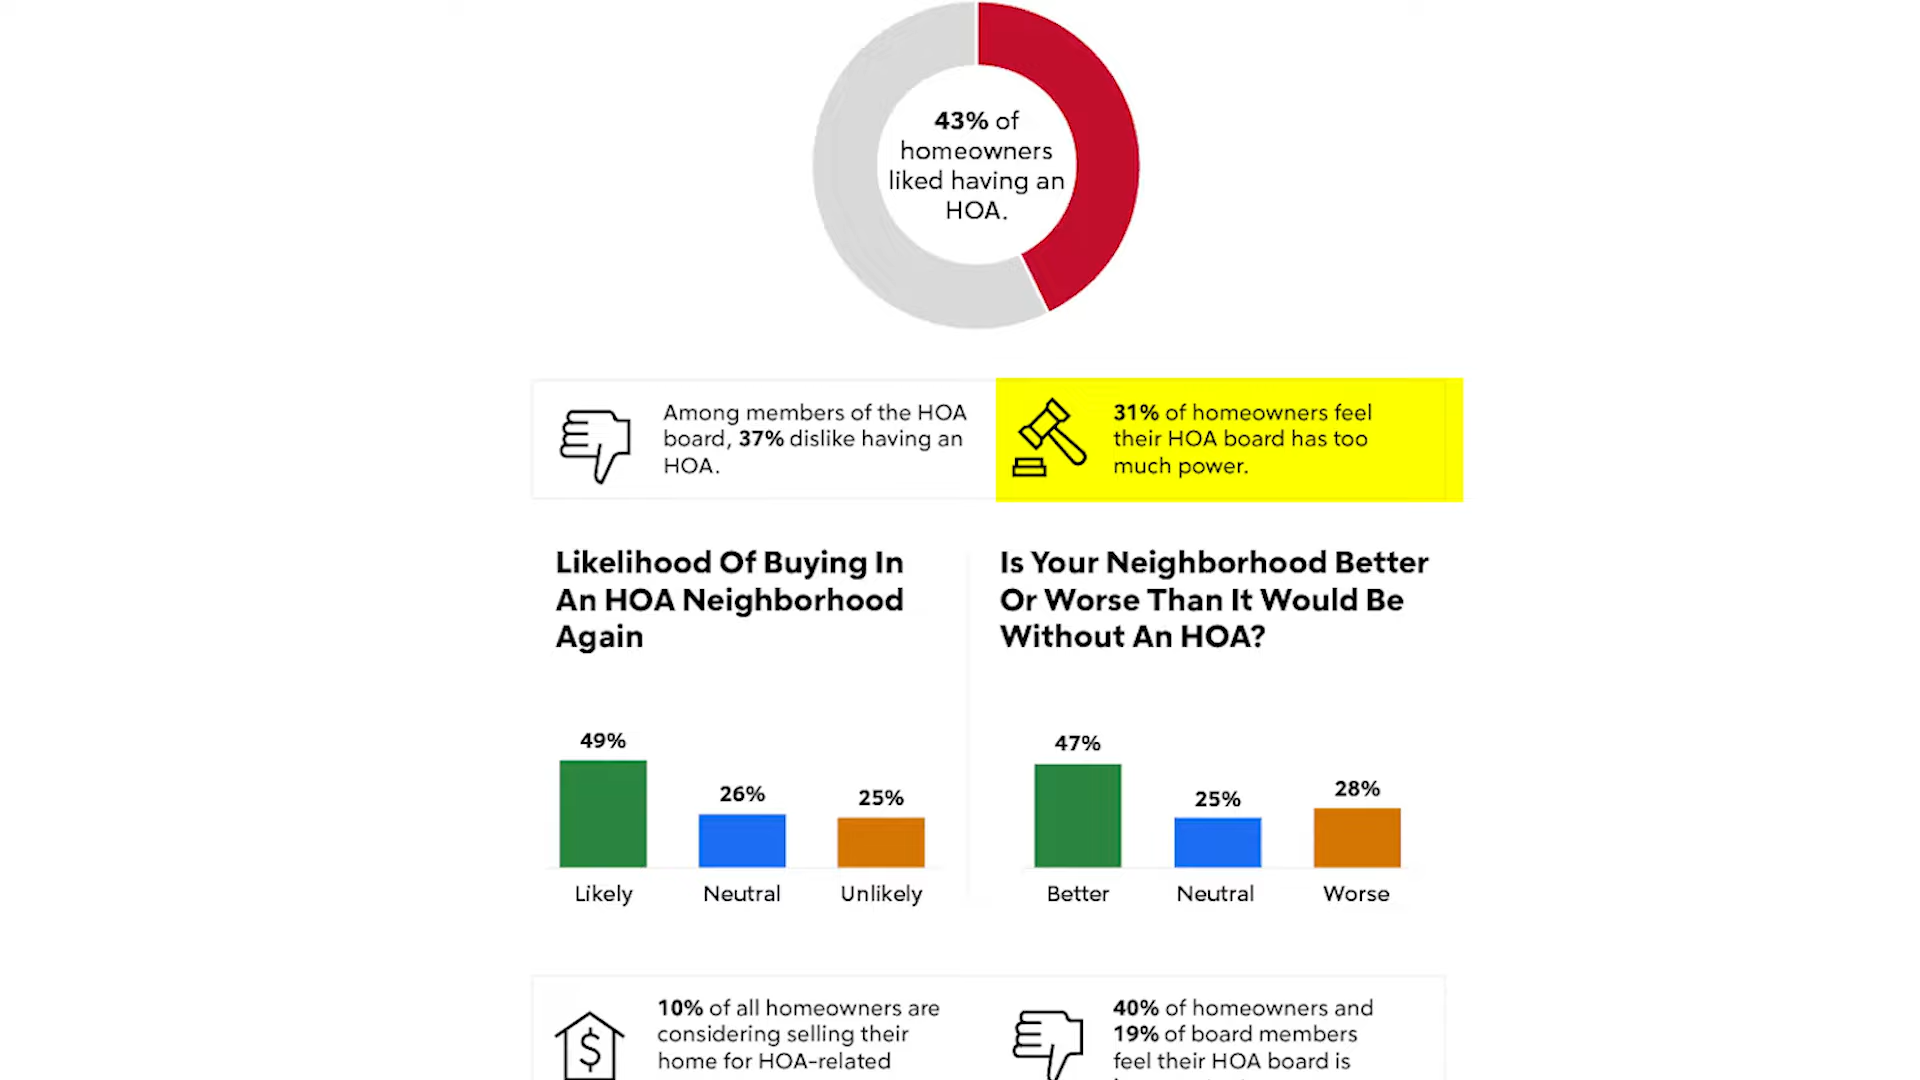 43% of
homeowners
liked having an
HOA.
Among members of the HOA
board, 37% dislike having an
HOA.
31% of homeowners feel
their HOA board has too
much power.
Likelihood Of Buying In
An HOA Neighborhood
Again
49%
26%
25%
Likely
Neutral
Unlikely
Is Your Neighborhood Better
Or Worse Than It Would Be
Without An HOA?
47%
25%
28%
Better
Neutral
Worse
$
10% of all homeowners are
considering selling their
home for HOA-related
40% of homeowners and
19% of board members
feel their HOA board is